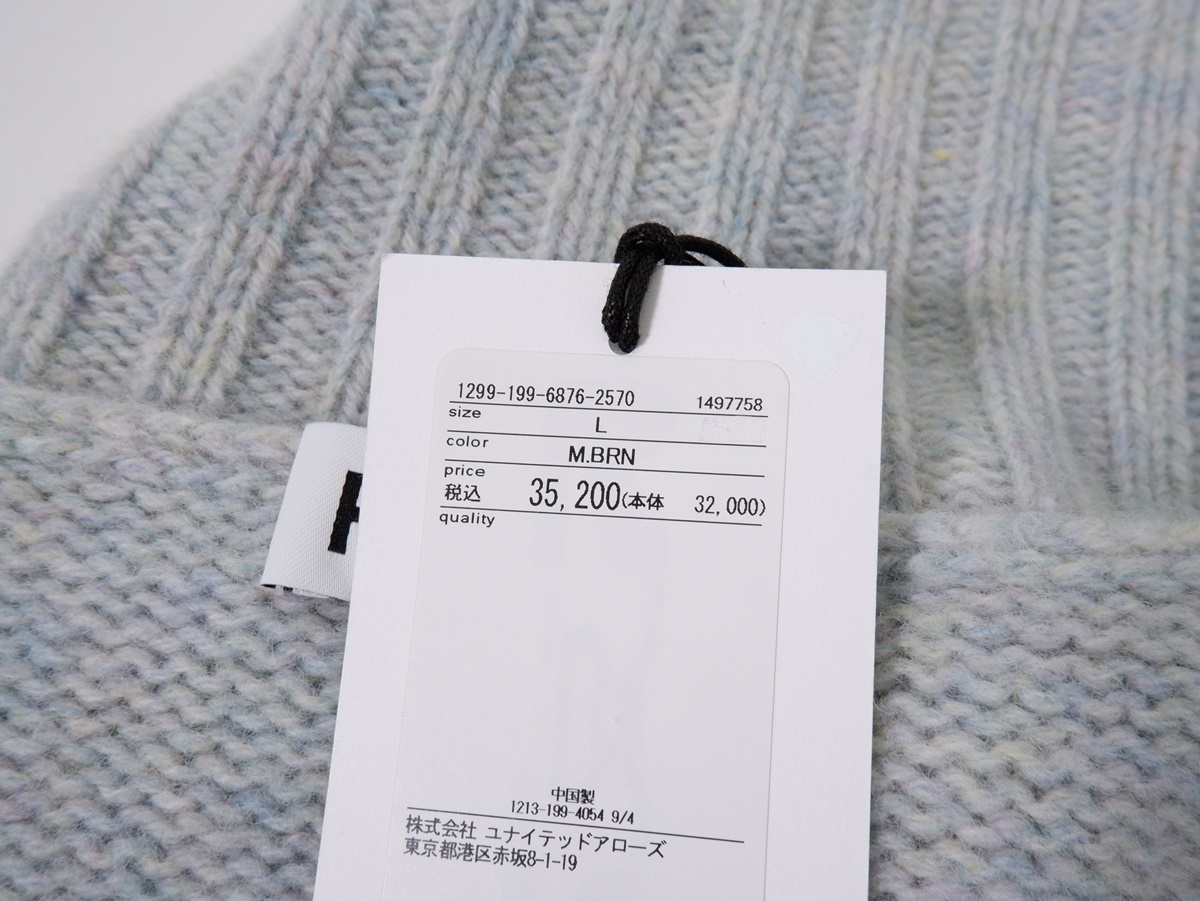 1299-199-6876-2570 1497758
size L
color M.BRN
price
税込 35,200(本体 32,000)
quality
中国製
1213-199-4054 9/4
株式会社 ユナイテッドアローズ
東京都港区赤坂8-1-19